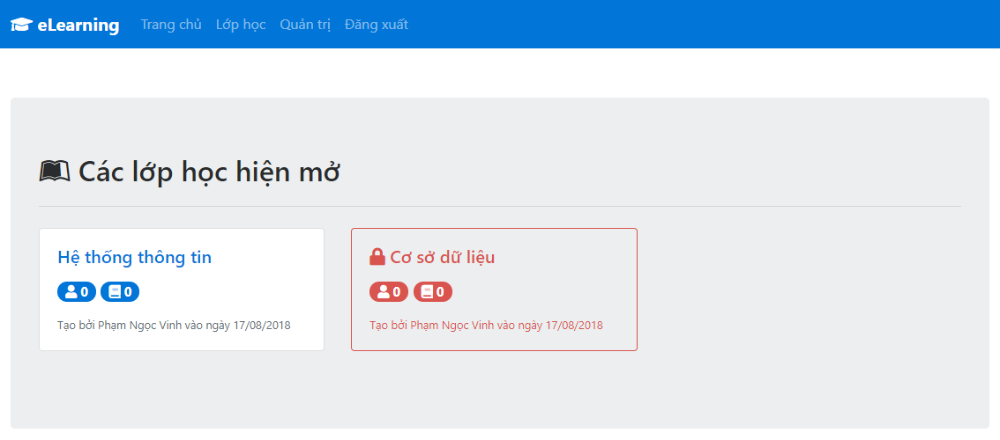 eLearning Trang chủ Lớp học Quản trị Đăng xuất
Các lớp học hiện mở
Hệ thống thông tin
0 0
Tạo bởi Phạm Ngọc Vinh vào ngày 17/08/2018
Cơ sở dữ liệu
0 0
Tạo bởi Phạm Ngọc Vinh vào ngày 17/08/2018